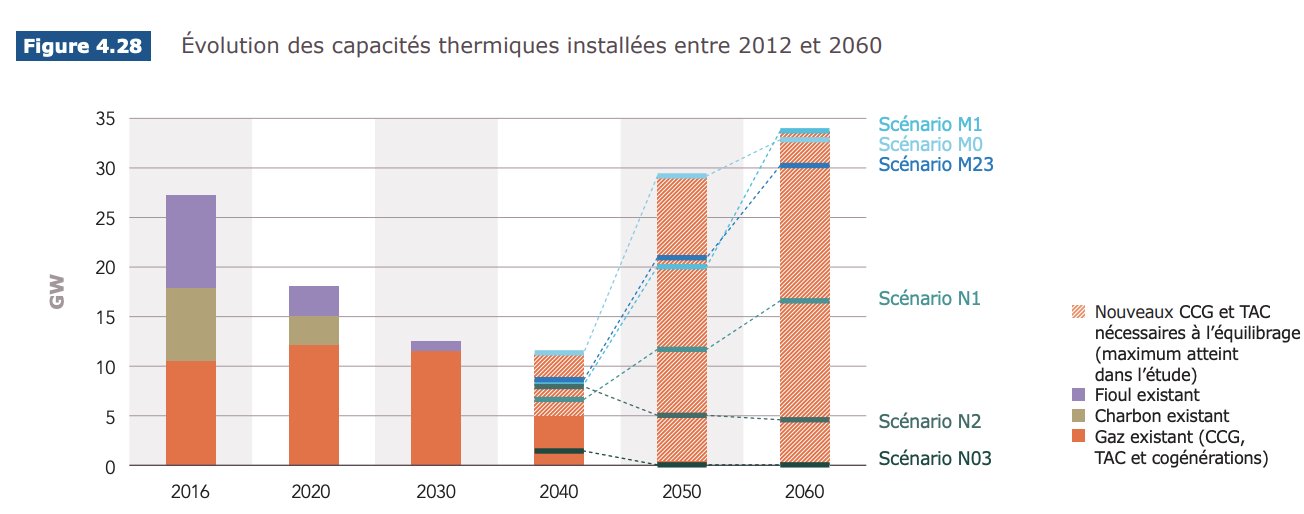 Figure 4.28
Évolution des capacités thermiques installées entre 2012 et 2060
GW
35
30
25
20
15
10
5
0
2016
2020
2030
2040
2050
2060
Scénario M1
Scénario M0
Scénario M23
Scénario N1
Scénario N2
Scénario N03
Nouveaux CCG et TAC
nécessaires à l’équilibrage
(maximum atteint
dans l’étude)
Fioul existant
Charbon existant
Gaz existant (CCG,
TAC et cogénérations)